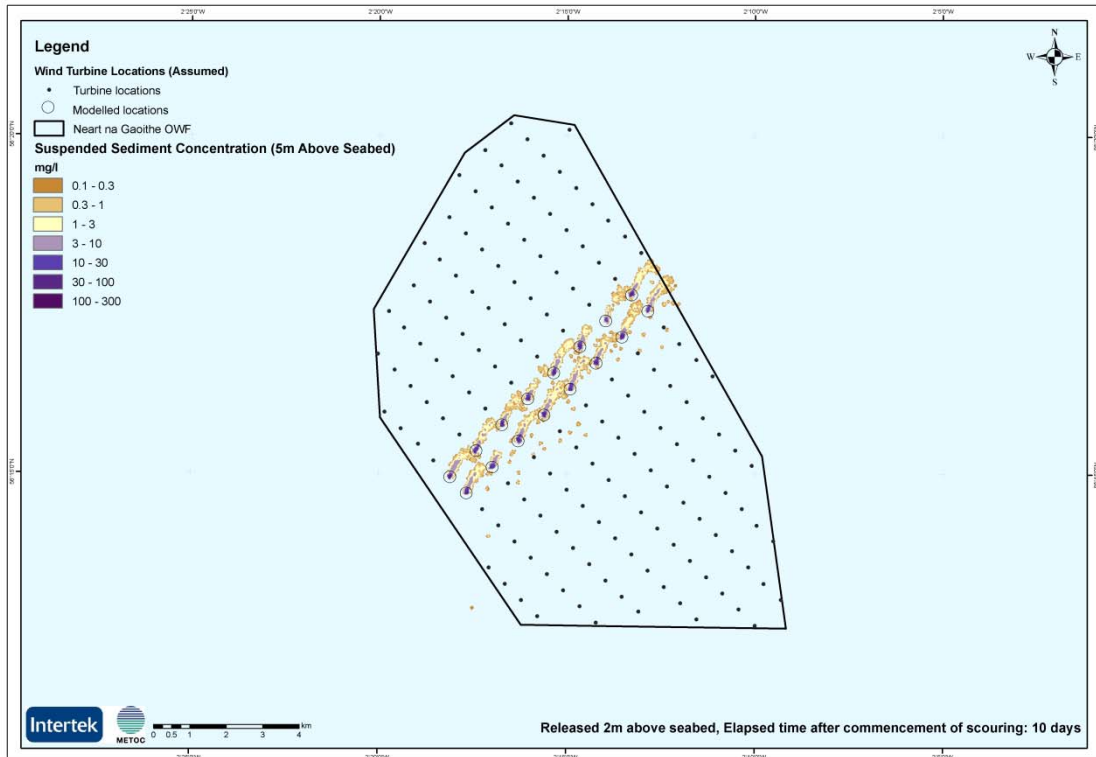 2°25'0"W 2°20'0"W 2°15'0"W 2°10'0"W 2°5'0"W
Legend
Wind Turbine Locations (Assumed)
Turbine locations
Modelled locations
Neart na Gaoithe OWF
Suspended Sediment Concentration (5m Above Seabed)
mg/l
0.1 - 0.3
0.3 - 1
1 - 3
3 - 10
10 - 30
30 - 100
100 - 300
N
W E
S
Intertek
METOC
km
0 0.5 1 2 3 4
Released 2m above seabed, Elapsed time after commencement of scouring: 10 days
2°20'0"W